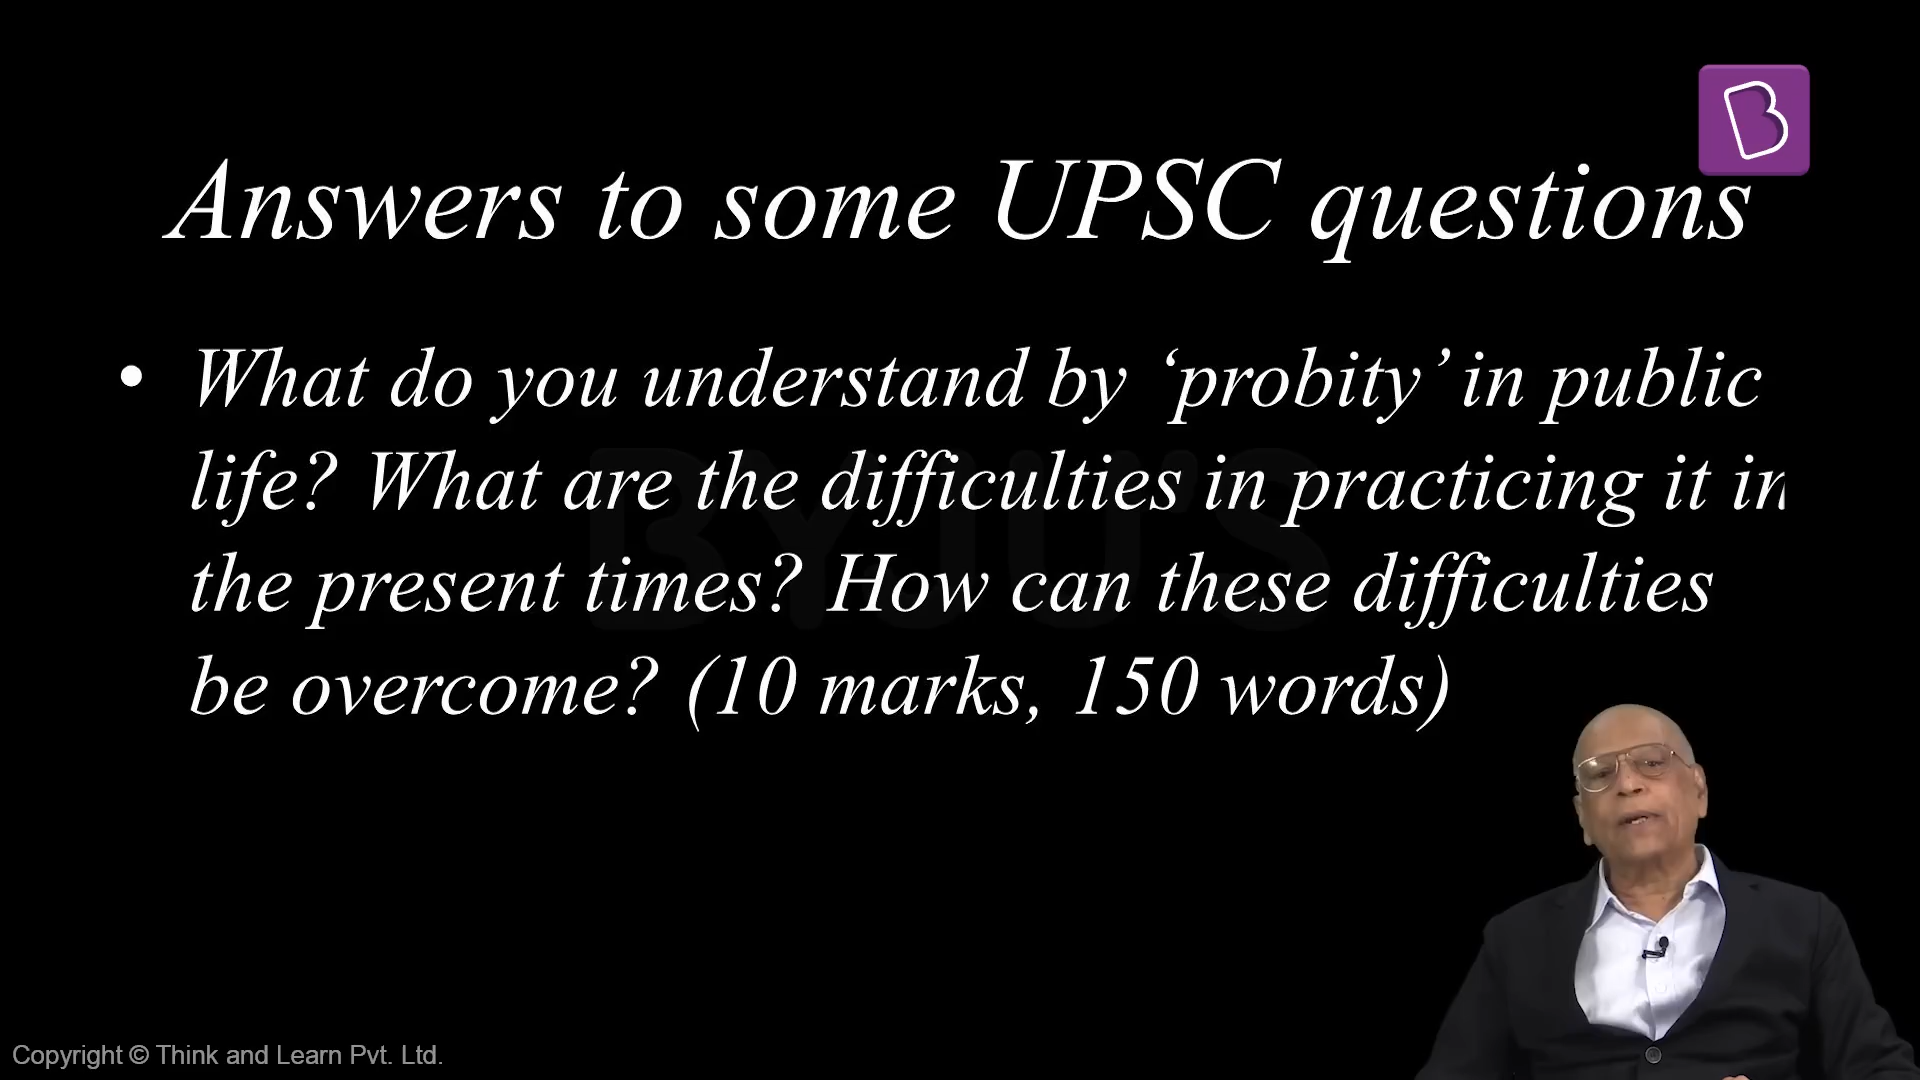 Answers to some UPSC questions
• What do you understand by ‘probity’ in public
life? What are the difficulties in practicing it in
the present times? How can these difficulties
be overcome? (10 marks, 150 words)
BYJU'S
Copyright © Think and Learn Pvt. Ltd.